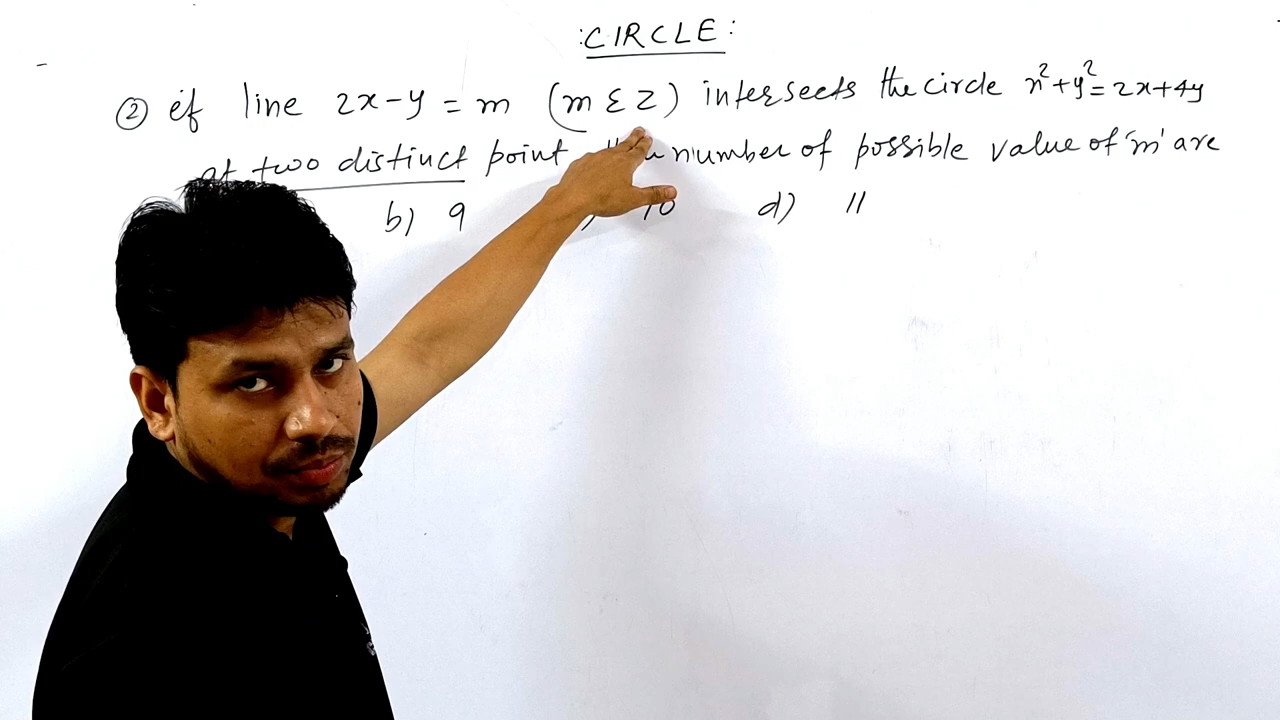 :CIRCLE:
② if line 2x-y = m (m Σ Z) intersects the circle x²+y²=2x+4y
at two distinct point number of possible value of 'm' are
b) 9 ) 10 d) 11